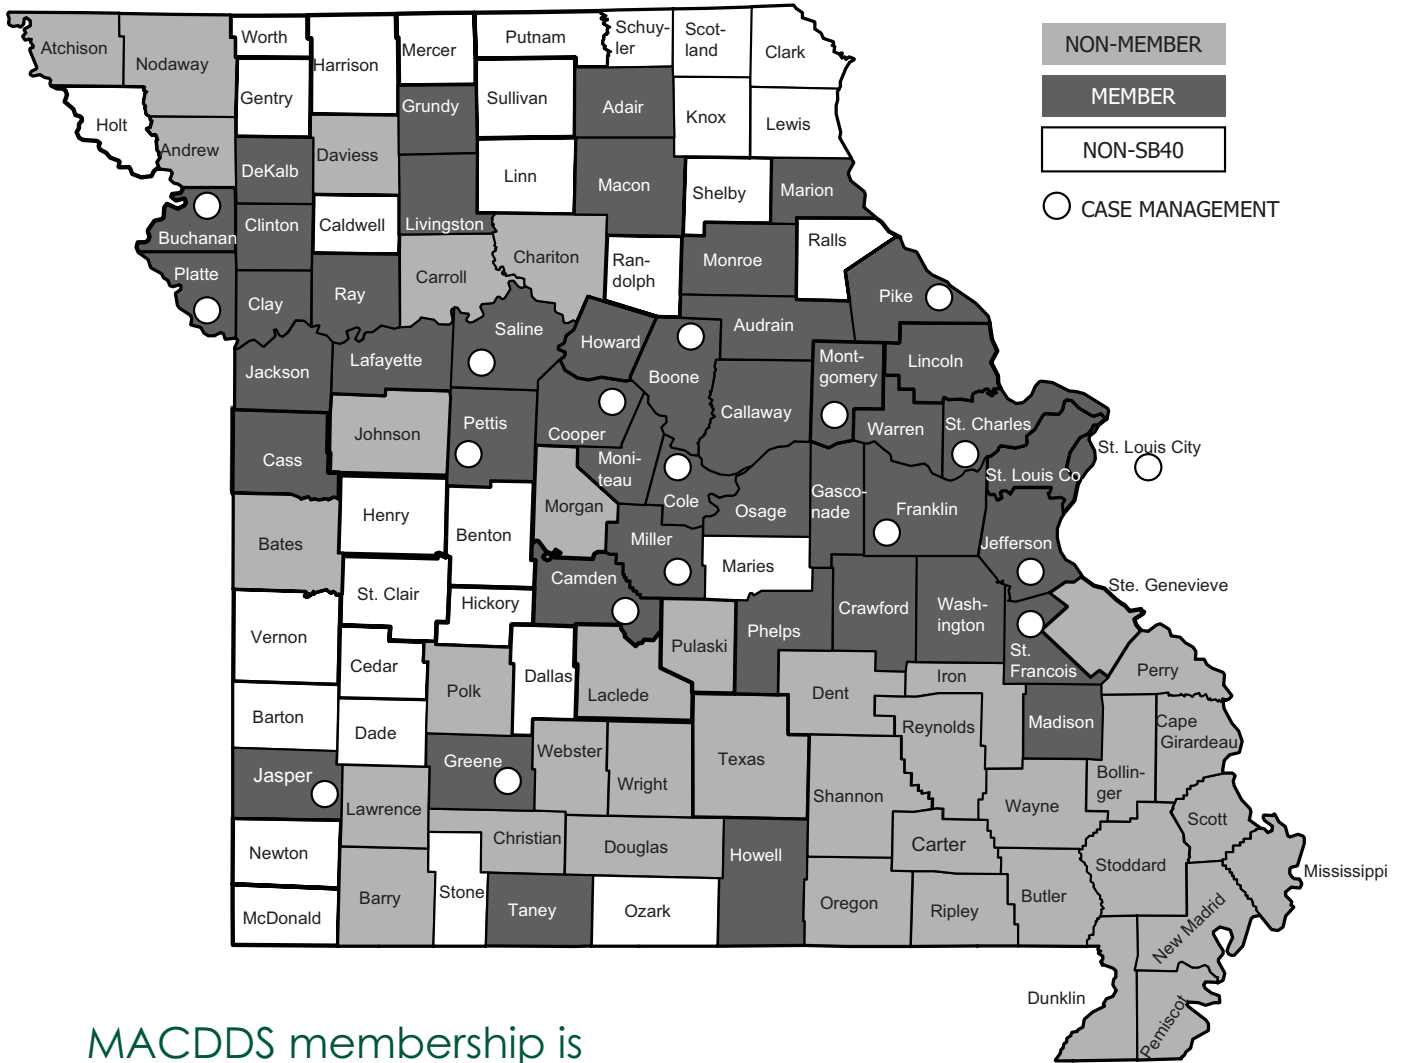 Atchison
Nodaway
Worth
Harrison
Mercer
Putnam
Schuy-
ler
Scot-
land
Clark
NON-MEMBER
MEMBER
NON-SB40
CASE MANAGEMENT
Holt
Gentry
Grundy
Sullivan
Adair
Knox
Lewis
Andrew
DeKalb
Daviess
Linn
Macon
Shelby
Marion
Buchanan
Clinton
Caldwell
Livingston
Chariton
Ran-
dolph
Monroe
Ralls
Platte
Clay
Ray
Carroll
Pike
Saline
Howard
Audrain
Boone
Mont-
gomery
Lincoln
Jackson
Lafayette
Johnson
Pettis
Cooper
Callaway
Warren
St. Charles
St. Louis City
Cass
Moni-
teau
St. Louis Co.
Henry
Benton
Morgan
Cole
Osage
Gasco-
nade
Franklin
Bates
Miller
Jefferson
Maries
Camden
St. Clair
Hickory
Crawford
Wash-
ington
Ste. Genevieve
Vernon
Phelps
Pulaski
St.
Francois
Cedar
Polk
Dallas
Laclede
Dent
Iron
Perry
Barton
Dade
Reynolds
Madison
Cape
Girardeau
Jasper
Greene
Webster
Wright
Texas
Shannon
Bollin-
ger
Lawrence
Wayne
Scott
Newton
Christian
Douglas
Howell
Carter
Stoddard
Mississippi
McDonald
Barry
Stone
Taney
Ozark
Oregon
Ripley
Butler
New Madrid
Dunklin
Pemiscot
MACDDS membership is